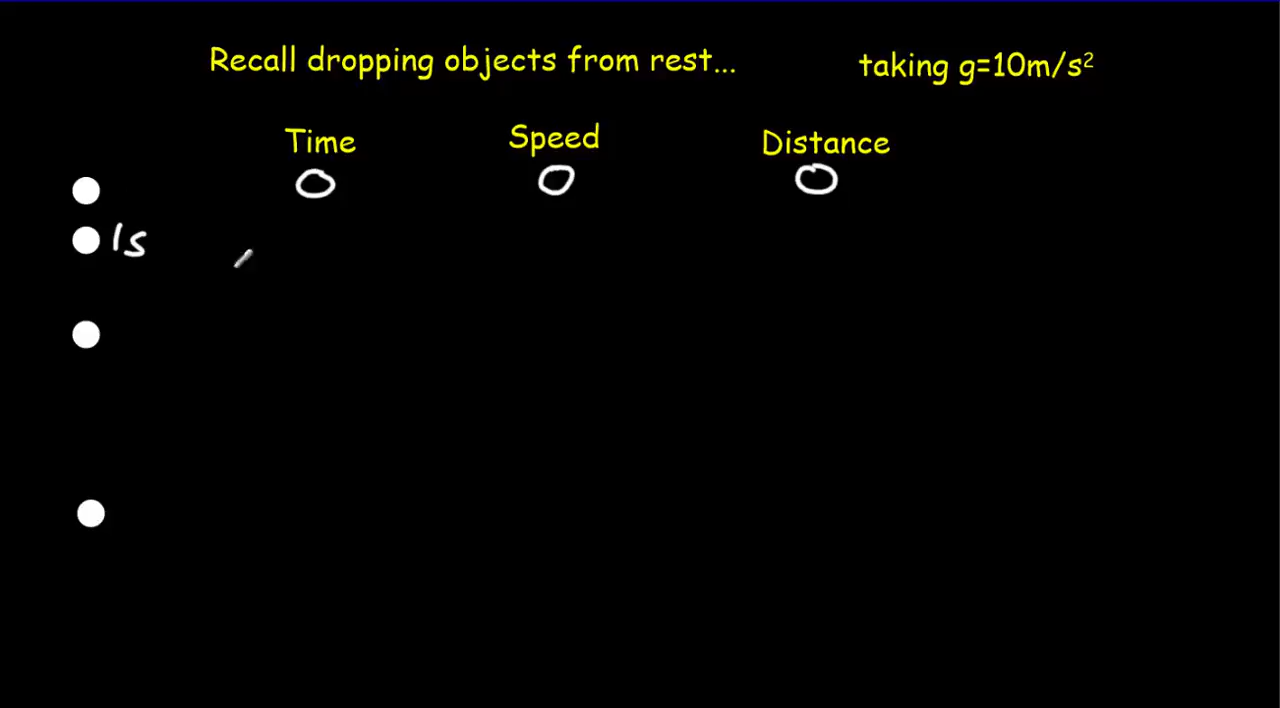 Recall dropping objects from rest... taking g=10m/s²
Time Speed Distance
0 0 0
1s